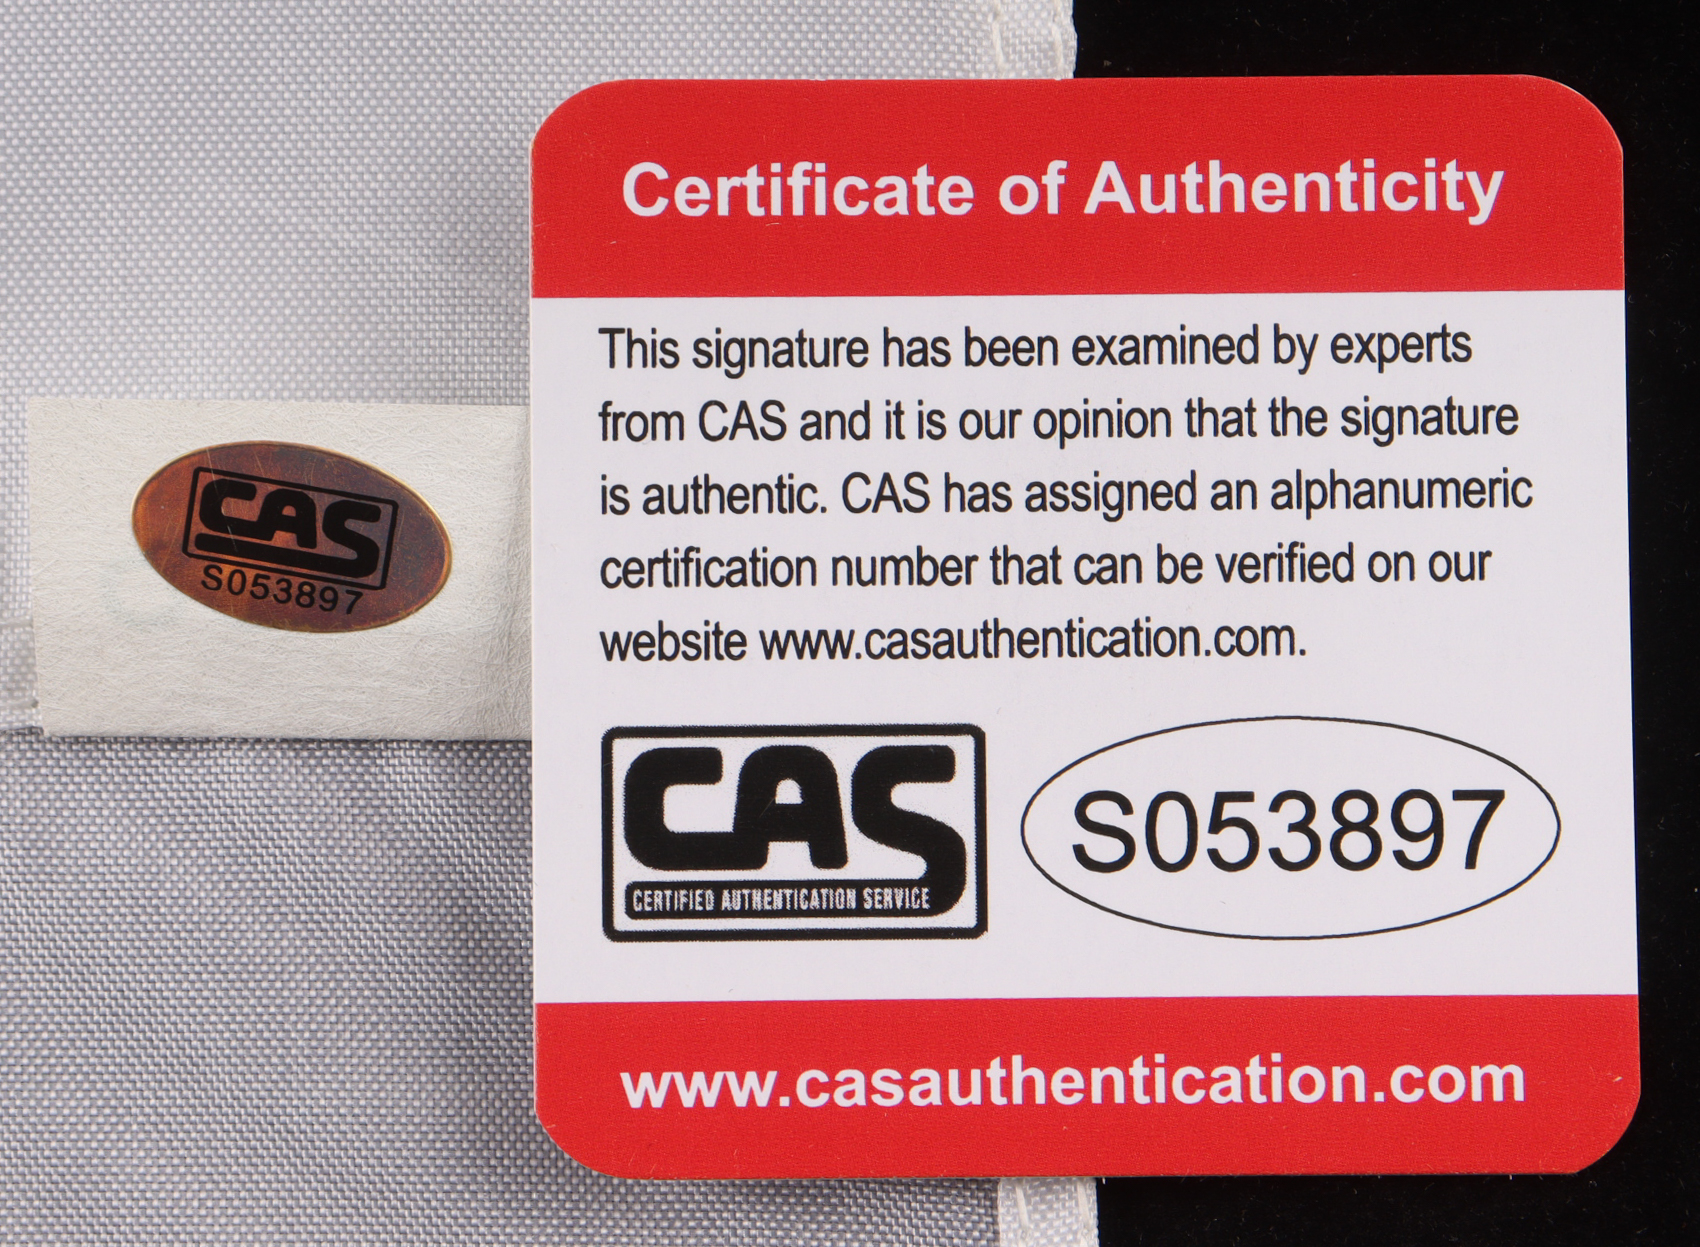 Certificate of Authenticity
This signature has been examined by experts
from CAS and it is our opinion that the signature
is authentic. CAS has assigned an alphanumeric
certification number that can be verified on our
website www.casauthentication.com.
CAS
CERTIFIED AUTHENTICATION SERVICE
S053897
www.casauthentication.com
CAS
S053897